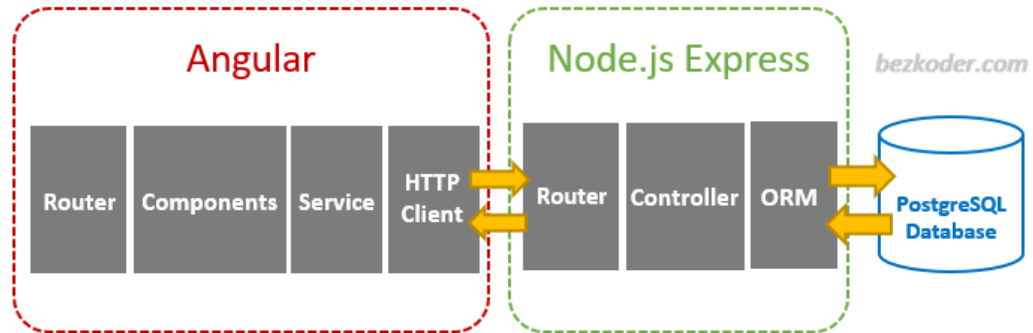 Angular
Node.js Express
bezkoder.com
Router
Components
Service
HTTP
Client
Router
Controller
ORM
PostgreSQL
Database